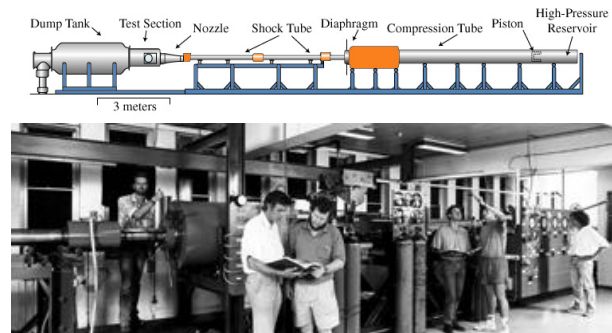 Dump Tank
Test Section
Nozzle
Shock Tube
Diaphragm
Compression Tube
Piston
High-Pressure
Reservoir
3 meters